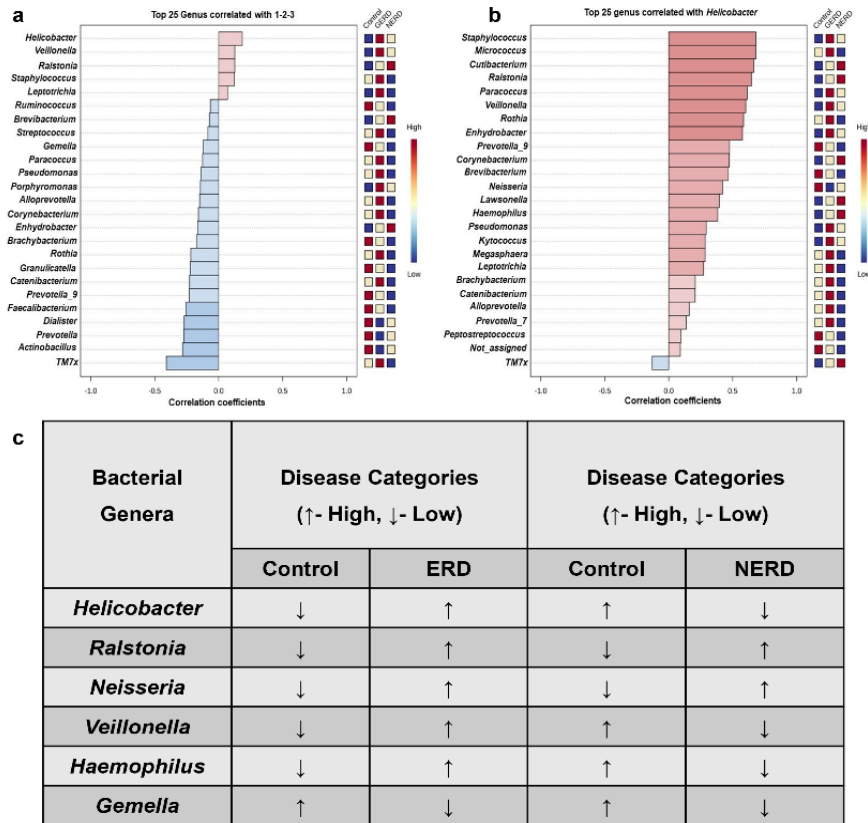 a
Top 25 Genus correlated with 1-2-3
Control
GERD
NERD
Helicobacter
Veillonella
Ralstonia
Staphylococcus
Leptotrichia
Ruminococcus
Brevibacterium
Streptococcus
Gemella
Paracoccus
Pseudomonas
Porphyromonas
Alloprevotella
Corynebacterium
Enhydrobacter
Brachybacterium
Rothia
Granulicatella
Catenibacterium
Prevotella_9
Faecalibacterium
Dialister
Prevotella
Actinobacillus
TM7x
High
Low
-1.0 -0.5 0.0 0.5 1.0
Correlation coefficients
b
Top 25 genus correlated with Helicobacter
Control
GERD
NERD
Staphylococcus
Micrococcus
Cutibacterium
Ralstonia
Paracoccus
Veillonella
Rothia
Enhydrobacter
Prevotella_9
Corynebacterium
Brevibacterium
Neisseria
Lawsonella
Haemophilus
Pseudomonas
Kytococcus
Megasphaera
Leptotrichia
Brachybacterium
Catenibacterium
Alloprevotella
Prevotella_7
Peptostreptococcus
Not_assigned
TM7x
High
Low
-1.0 -0.5 0.0 0.5 1.0
Correlation coefficients
c
Bacterial
Genera
Disease Categories
(↑- High, ↓- Low)
Disease Categories
(↑- High, ↓- Low)
Control ERD Control NERD
Helicobacter ↓ ↑ ↑ ↓
Ralstonia ↓ ↑ ↓ ↑
Neisseria ↓ ↑ ↓ ↑
Veillonella ↓ ↑ ↑ ↓
Haemophilus ↓ ↑ ↑ ↓
Gemella ↑ ↓ ↑ ↓